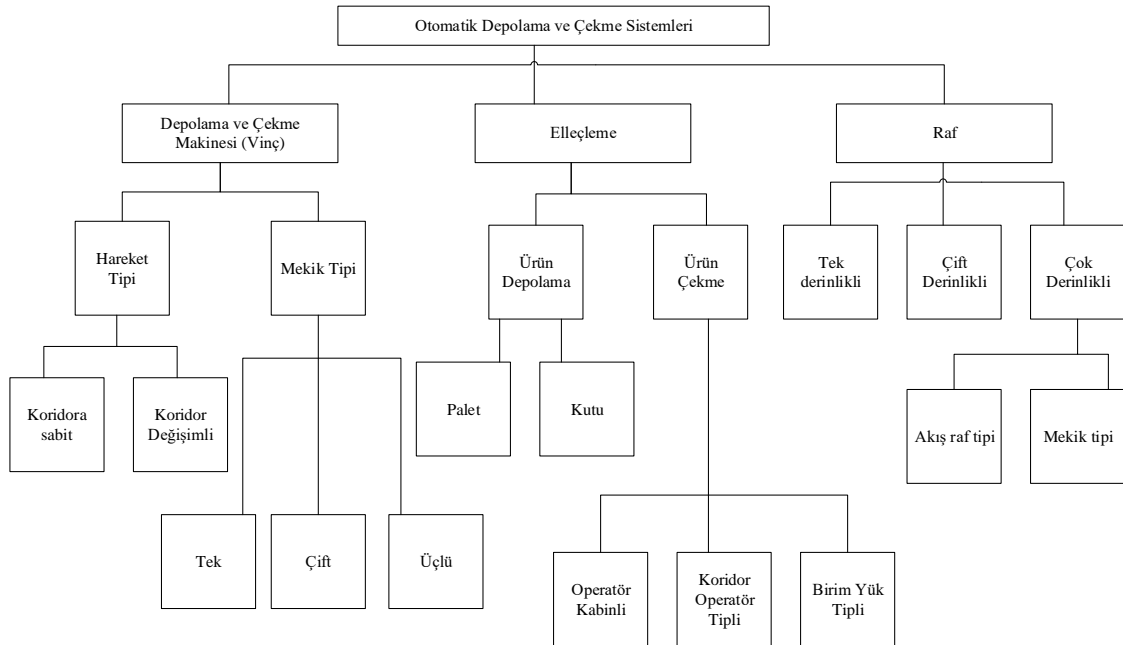 Otomatik Depolama ve Çekme Sistemleri
Depolama ve Çekme
Makinesi (Vinç)
Elleçleme
Raf
Hareket
Tipi
Mekik Tipi
Ürün
Depolama
Ürün
Çekme
Tek
derinlikli
Çift
Derinlikli
Çok
Derinlikli
Koridora
sabit
Koridor
Değişimli
Palet
Kutu
Akış raf tipi
Mekik tipi
Tek
Çift
Üçlü
Operatör
Kabinli
Koridor
Operatör
Tipli
Birim Yük
Tipli